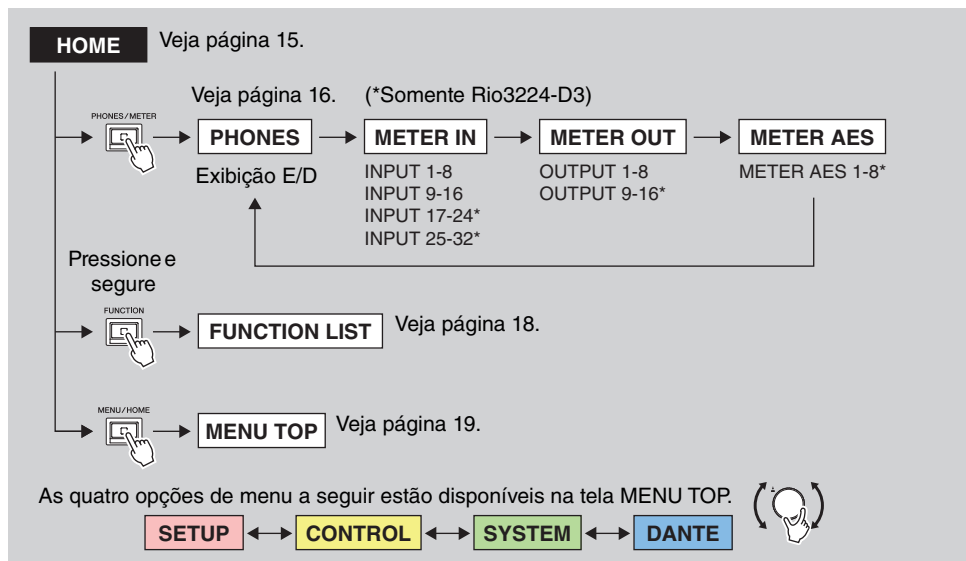 HOME Veja página 15.
Veja página 16. (*Somente Rio3224-D3)
PHONES/METER
PHONES
METER IN
METER OUT
METER AES
Exibição E/D
INPUT 1-8
INPUT 9-16
INPUT 17-24*
INPUT 25-32*
OUTPUT 1-8
OUTPUT 9-16*
METER AES 1-8*
Pressione e
segure
FUNCTION
FUNCTION LIST Veja página 18.
MENU/HOME
MENU TOP Veja página 19.
As quatro opções de menu a seguir estão disponíveis na tela MENU TOP.
SETUP CONTROL SYSTEM DANTE